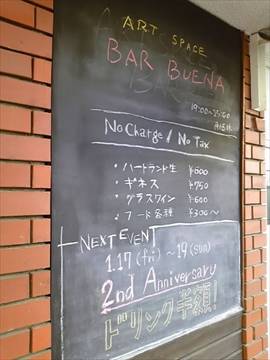 ART SPACE
BAR BUENA
No Charge / No Tax
・ハートランド生 ¥600
・ギネス ¥750
・グラスワイン ¥600
・フード各種 ¥300〜
NEXT EVENT
1.17 (fri) 〜 19 (sun)
2nd Anniversary
ドリンク半額!